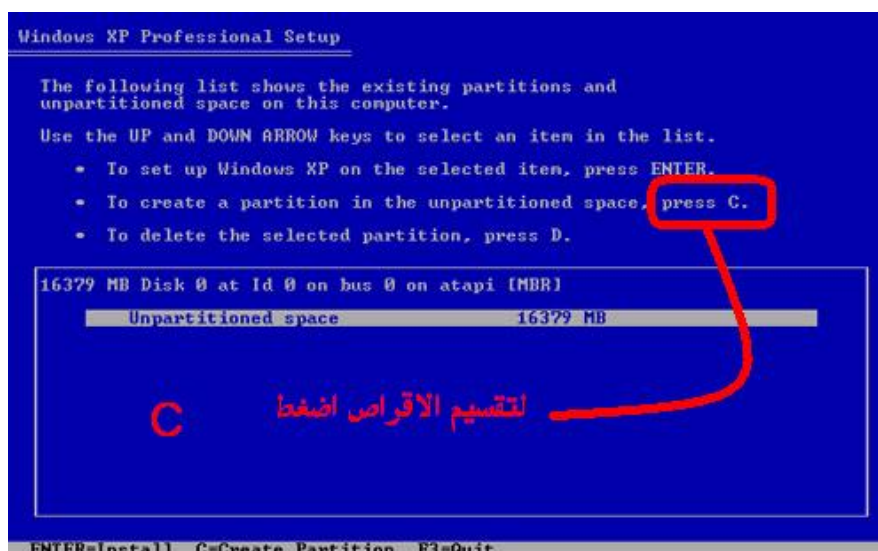 Windows XP Professional Setup
The following list shows the existing partitions and
unpartitioned space on this computer.
Use the UP and DOWN ARROW keys to select an item in the list.
• To set up Windows XP on the selected item, press ENTER.
• To create a partition in the unpartitioned space, press C.
• To delete the selected partition, press D.
16379 MB Disk 0 at Id 0 on bus 0 on atapi [MBR]
Unpartitioned space 16379 MB
لتقسيم الاقراص اضغط C
ENTER=Install C=Create Partition F3=Quit